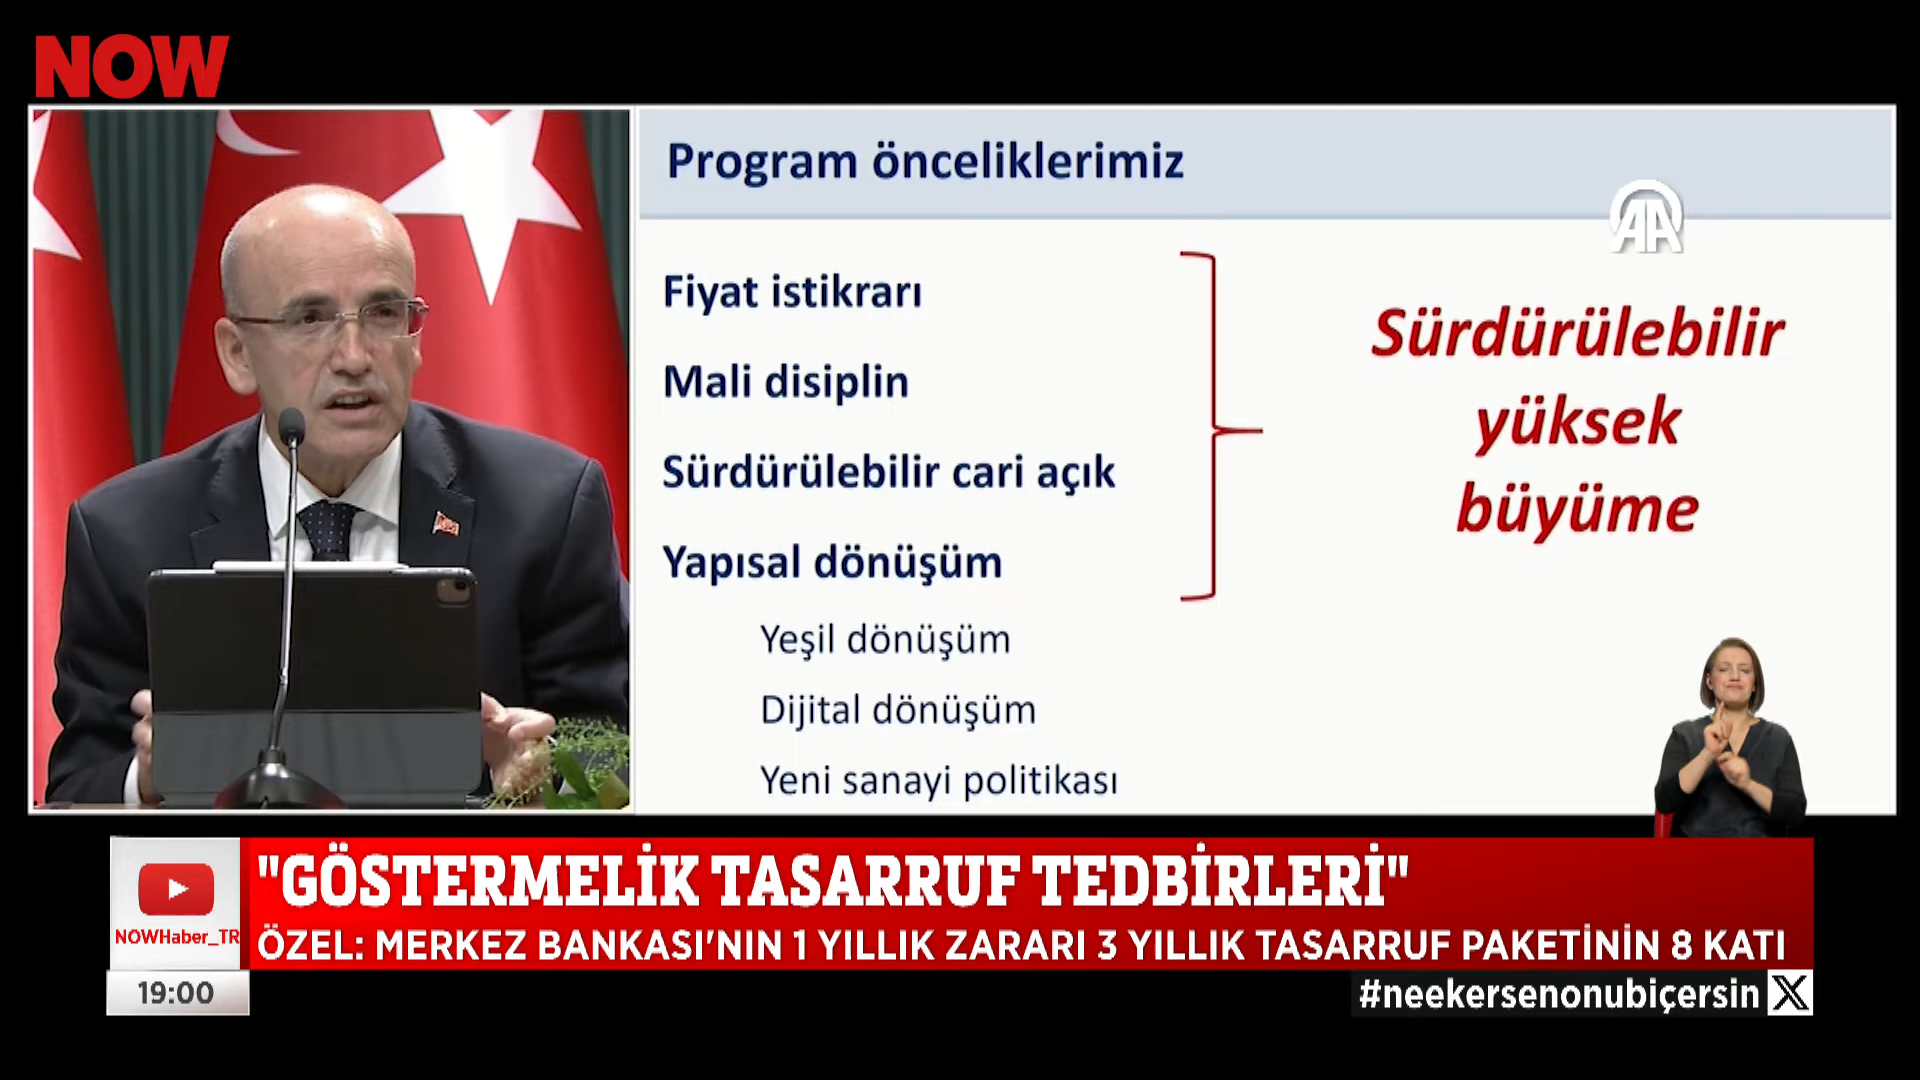 NOW
Program önceliklerimiz
AA
Fiyat istikrarı
Mali disiplin
Sürdürülebilir cari açık
Yapısal dönüşüm
Yeşil dönüşüm
Dijital dönüşüm
Yeni sanayi politikası
Sürdürülebilir
yüksek
büyüme
"GÖSTERMELİK TASARRUF TEDBİRLERİ"
NOWHaber_TR
ÖZEL: MERKEZ BANKASI'NIN 1 YILLIK ZARARI 3 YILLIK TASARRUF PAKETİNİN 8 KATI
19:00
#neekersenonubiçersin X